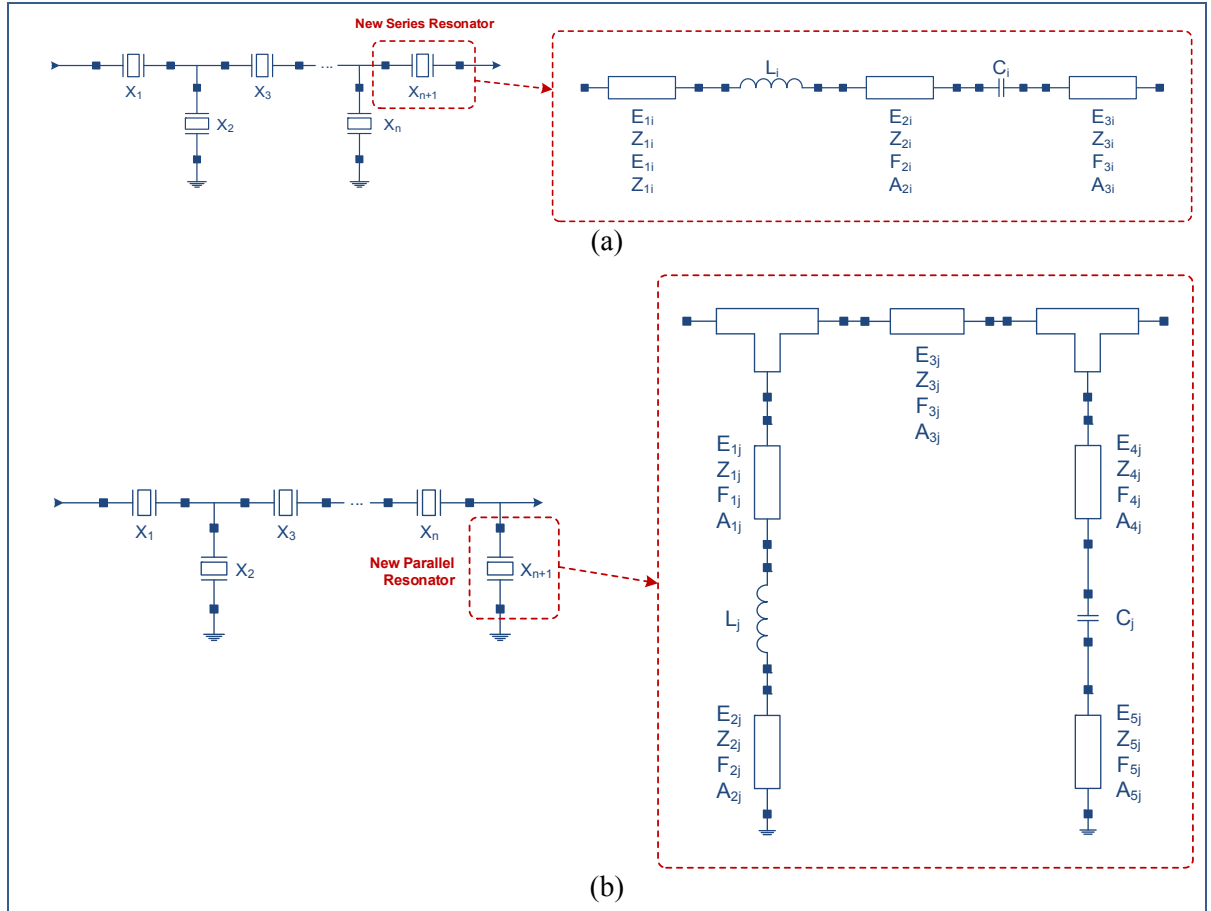 New Series Resonator
X1
X3
...
Xn+1
X2
Xn
Li
Ci
E1i
Z1i
E1i
Z1i
E2i
Z2i
F2i
A2i
E3i
Z3i
F3i
A3i
(a)
X1
X3
...
Xn
X2
New Parallel
Resonator
Xn+1
E3j
Z3j
F3j
A3j
E1j
Z1j
F1j
A1j
E4j
Z4j
F4j
A4j
Lj
Cj
E2j
Z2j
F2j
A2j
E5j
Z5j
F5j
A5j
(b)